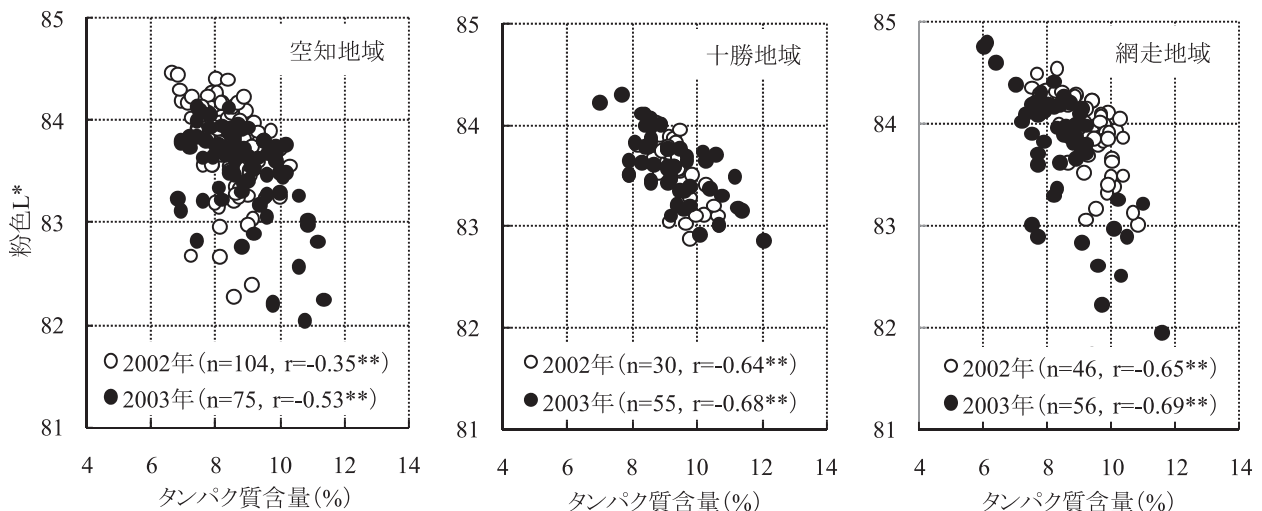 85
84
83
82
81
粉色L*
空知地域
2002年(n=104, r=-0.35**)
2003年(n=75, r=-0.53**)
4 6 8 10 12 14
タンパク質含量(%)
85
84
83
82
81
十勝地域
2002年(n=30, r=-0.64**)
2003年(n=55, r=-0.68**)
4 6 8 10 12 14
タンパク質含量(%)
85
84
83
82
81
網走地域
2002年(n=46, r=-0.65**)
2003年(n=56, r=-0.69**)
4 6 8 10 12 14
タンパク質含量(%)